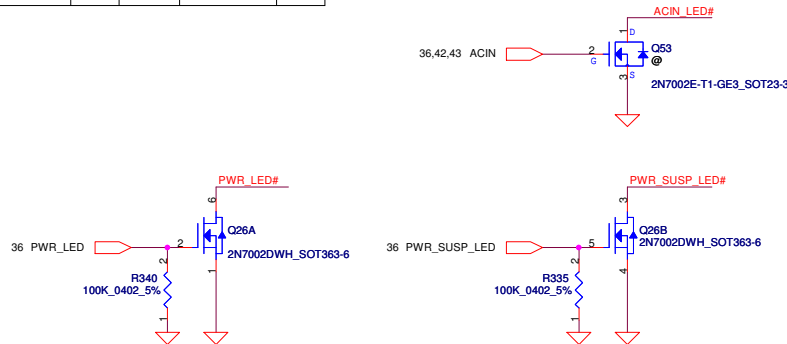 ACIN_LED#
1
D
36,42,43 ACIN
2
G
Q53
@
3
S
2N7002E-T1-GE3_SOT23-3
PWR_LED#
6
36 PWR_LED
2
Q26A
2N7002DWH_SOT363-6
1
2
R340
100K_0402_5%
1
PWR_SUSP_LED#
3
36 PWR_SUSP_LED
5
Q26B
2N7002DWH_SOT363-6
4
2
R335
100K_0402_5%
1